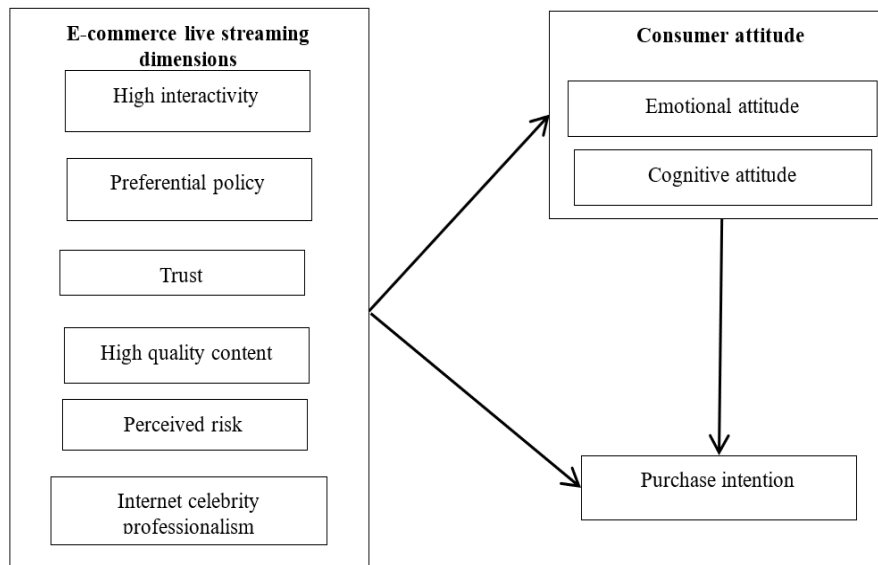 E-commerce live streaming
dimensions
High interactivity
Preferential policy
Trust
High quality content
Perceived risk
Internet celebrity
professionalism
Consumer attitude
Emotional attitude
Cognitive attitude
Purchase intention